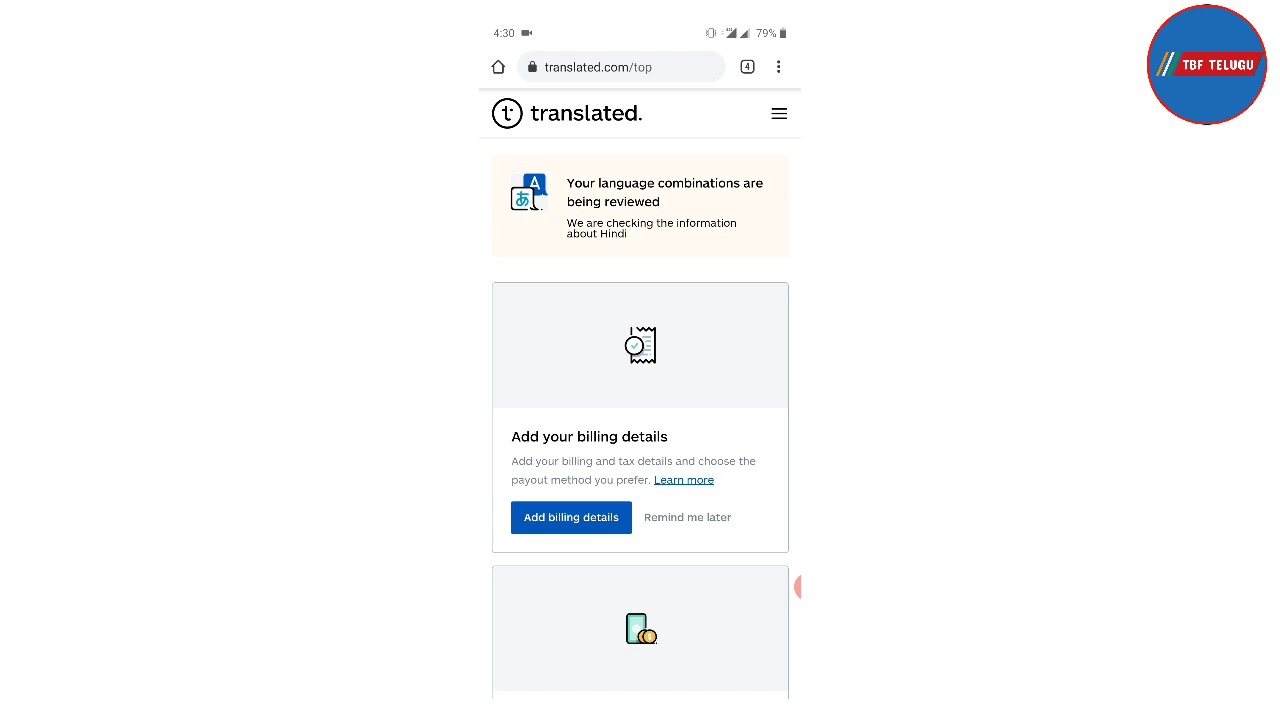 4:30
79%
TBF TELUGU
translated.com/top
4
translated.
A
あ
Your language combinations are
being reviewed
We are checking the information
about Hindi
Add your billing details
Add your billing and tax details and choose the
payout method you prefer. Learn more
Add billing details
Remind me later